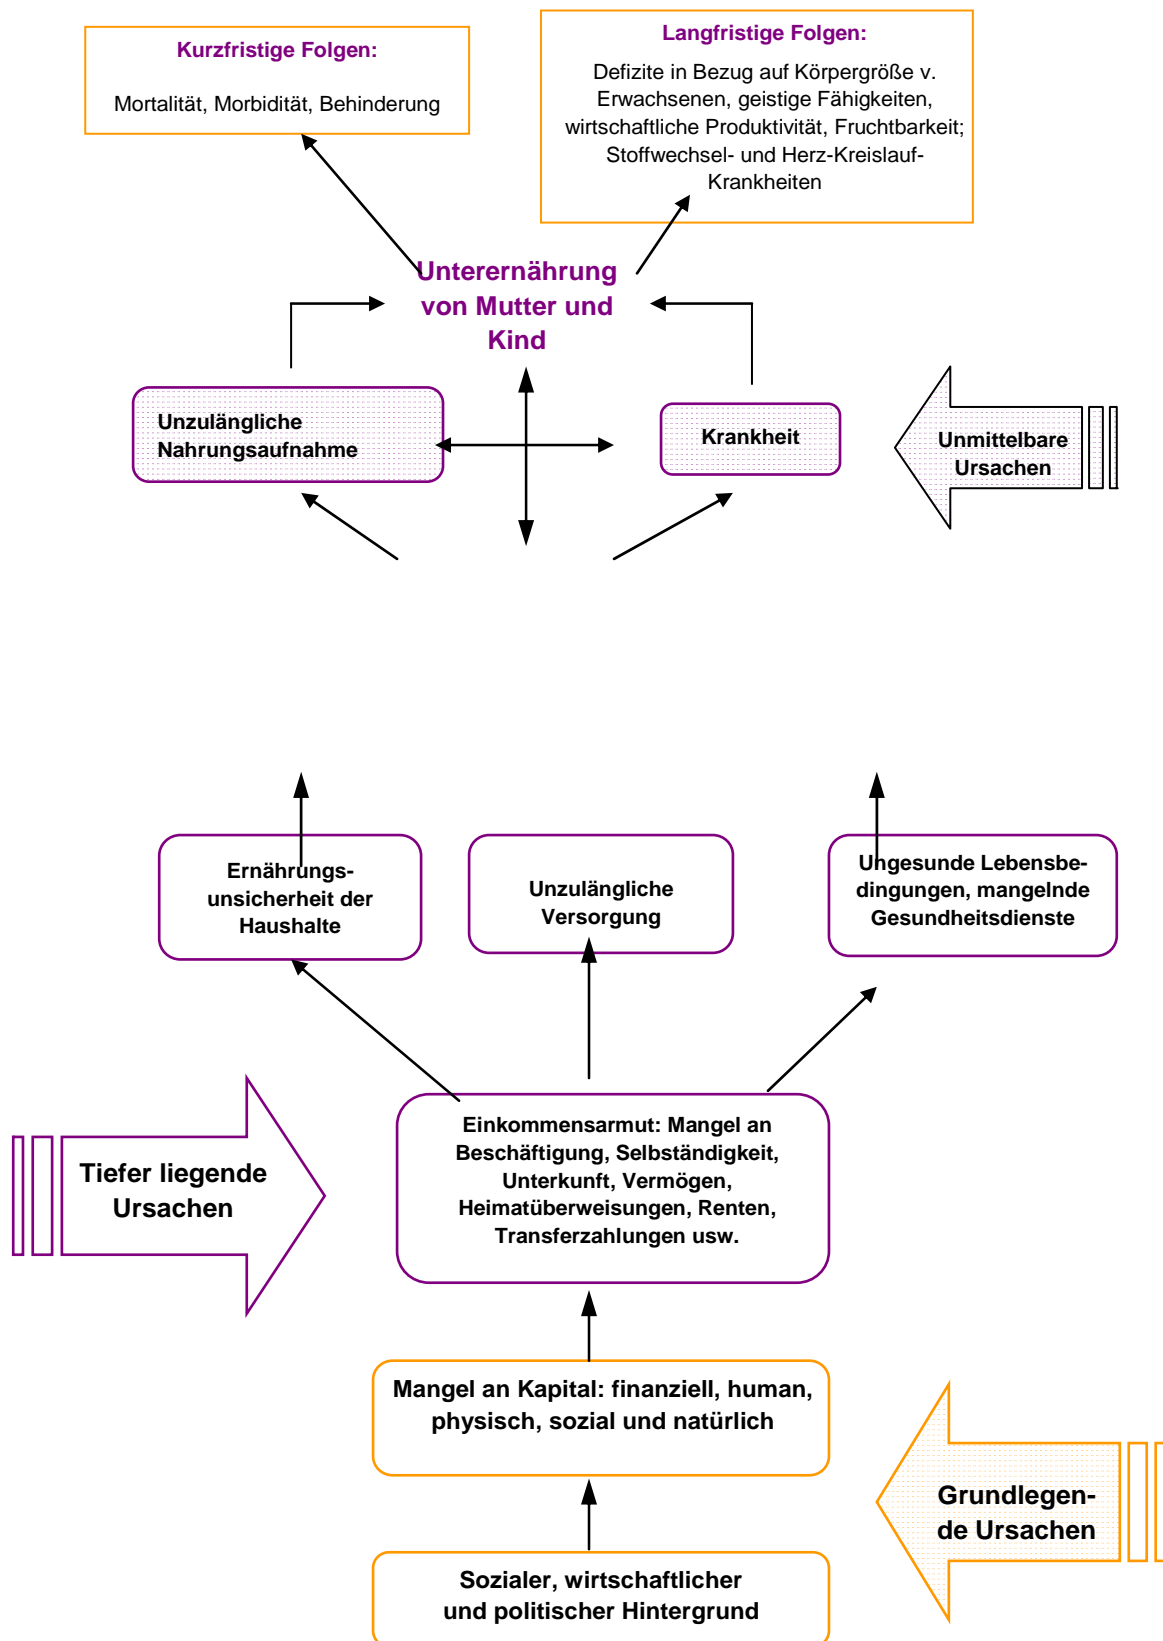 Kurzfristige Folgen:
Mortalität, Morbidität, Behinderung
Langfristige Folgen:
Defizite in Bezug auf Körpergröße v.
Erwachsenen, geistige Fähigkeiten,
wirtschaftliche Produktivität, Fruchtbarkeit;
Stoffwechsel- und Herz-Kreislauf-
Krankheiten
Unterernährung
von Mutter und
Kind
Unzulängliche
Nahrungsaufnahme
Krankheit
Unmittelbare
Ursachen
Ernährungs-
unsicherheit der
Haushalte
Unzulängliche
Versorgung
Ungesunde Lebensbe-
dingungen, mangelnde
Gesundheitsdienste
Tiefer liegende
Ursachen
Einkommensarmut: Mangel an
Beschäftigung, Selbständigkeit,
Unterkunft, Vermögen,
Heimatüberweisungen, Renten,
Transferzahlungen usw.
Mangel an Kapital: finanziell, human,
physisch, sozial und natürlich
Grundlegen-
de Ursachen
Sozialer, wirtschaftlicher
und politischer Hintergrund